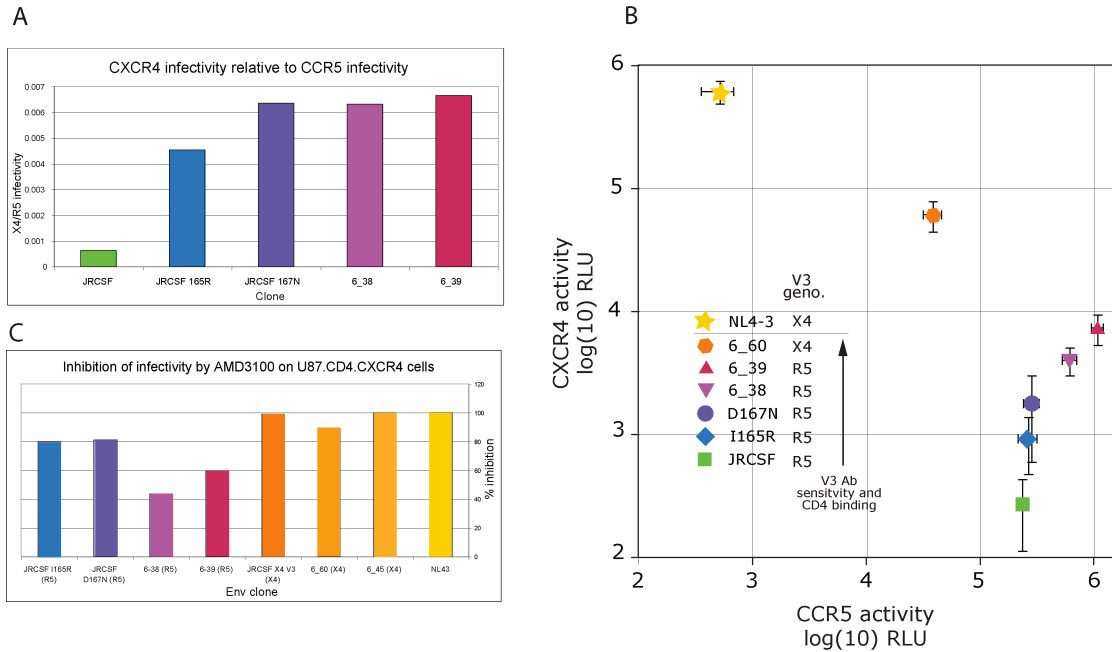 A
CXCR4 infectivity relative to CCR5 infectivity
X4/R5 infectivity
0.007
0.006
0.005
0.004
0.003
0.002
0.001
0
JRCSF
JRCSF 165R
JRCSF 167N
6_38
6_39
Clone
C
Inhibition of infectivity by AMD3100 on U87.CD4.CXCR4 cells
120
100
80
60
40
20
0
% inhibition
JRCSF I165R
(R5)
JRCSF
D167N (R5)
6-38 (R5)
6-39 (R5)
JRCSF X4 V3
(X4)
6_60 (X4)
6_45 (X4)
NL43
Env clone
B
CXCR4 activity
log(10) RLU
6
5
4
3
2
V3
geno.
NL4-3 X4
6_60 X4
6_39 R5
6_38 R5
D167N R5
I165R R5
JRCSF R5
V3 Ab
sensitvity and
CD4 binding
2 3 4 5 6
CCR5 activity
log(10) RLU